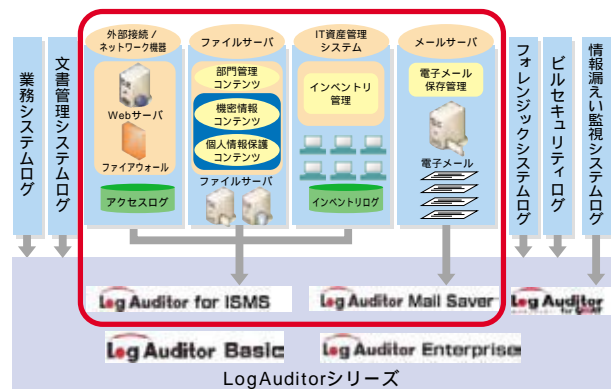 業務システムログ
文書管理システムログ
外部接続/
ネットワーク機器
Webサーバ
ファイアウォール
アクセスログ
ファイルサーバ
部門管理
コンテンツ
機密情報
コンテンツ
個人情報保護
コンテンツ
ファイルサーバ
IT資産管理
システム
インベントリ
管理
インベントリログ
メールサーバ
電子メール
保存管理
電子メール
フォレンジックシステムログ
ビルセキュリティログ
情報漏えい監視システムログ
Log Auditor for ISMS
Log Auditor Mail Saver
Log Auditor
Log Auditor Basic
Log Auditor Enterprise
LogAuditorシリーズ